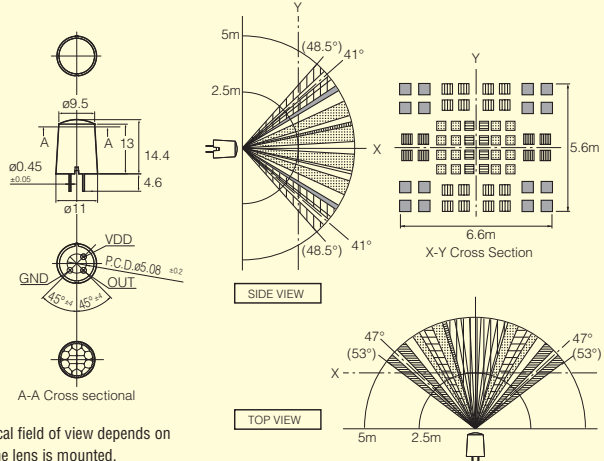 ø9.5
A
A
13
14.4
ø0.45
±0.05
4.6
ø11
VDD
P.C.D.ø5.08 ±0.2
GND
OUT
45°±4
45°±4
A-A Cross sectional
cal field of view depends on
ne lens is mounted.
Y
5m
(48.5°)
41°
2.5m
X
(48.5°)
41°
SIDE VIEW
Y
5.6m
6.6m
X-Y Cross Section
47°
(53°)
47°
(53°)
X
TOP VIEW
5m
2.5m